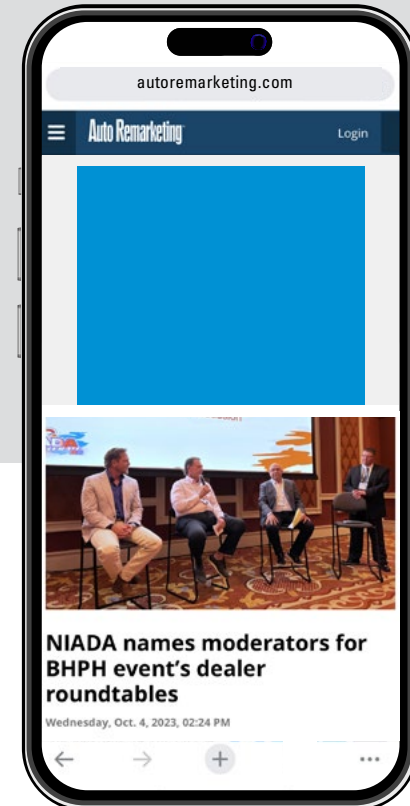 autoremarketing.com
Auto Remarketing
Login
NIADA names moderators for
BHPH event's dealer
roundtables
Wednesday, Oct. 4, 2023, 02:24 PM